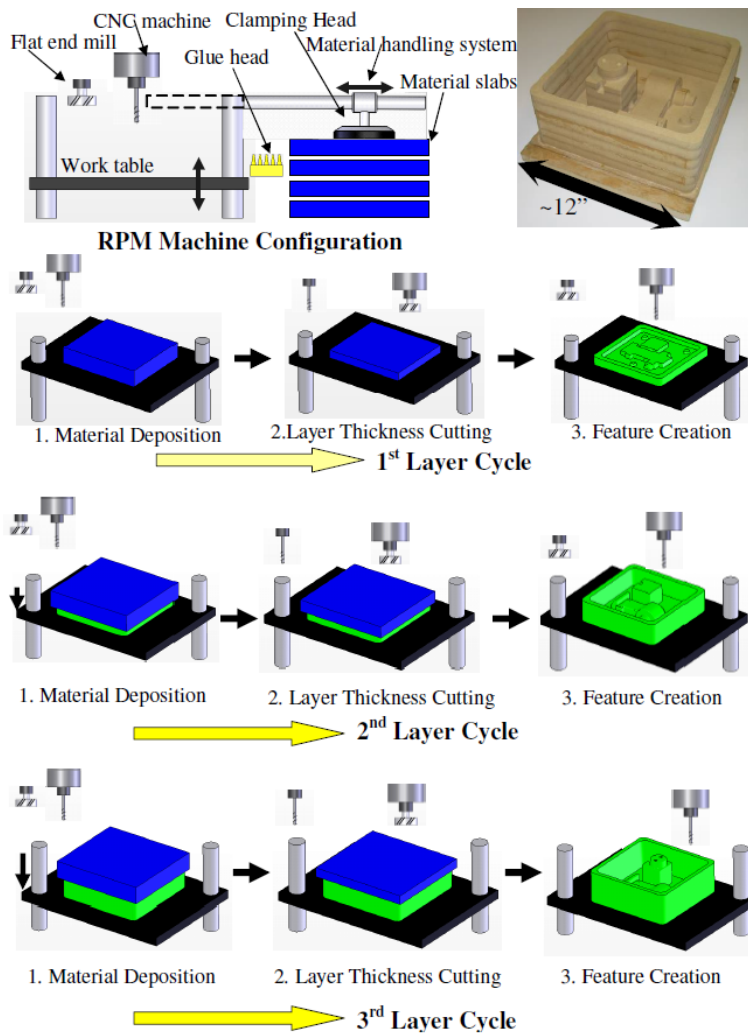 CNC machine
Clamping Head
Flat end mill
Material handling system
Glue head
Material slabs
Work table
~12”
RPM Machine Configuration
1. Material Deposition
2.Layer Thickness Cutting
3. Feature Creation
1st Layer Cycle
1. Material Deposition
2. Layer Thickness Cutting
3. Feature Creation
2nd Layer Cycle
1. Material Deposition
2. Layer Thickness Cutting
3. Feature Creation
3rd Layer Cycle